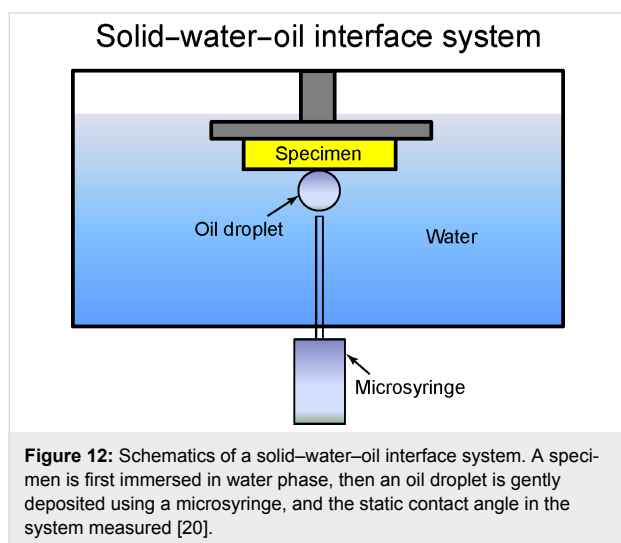 Solid–water–oil interface system
Specimen
Oil droplet
Water
Microsyringe
Figure 12: Schematics of a solid–water–oil interface system. A speci-
men is first immersed in water phase, then an oil droplet is gently
deposited using a microsyringe, and the static contact angle in the
system measured [20].